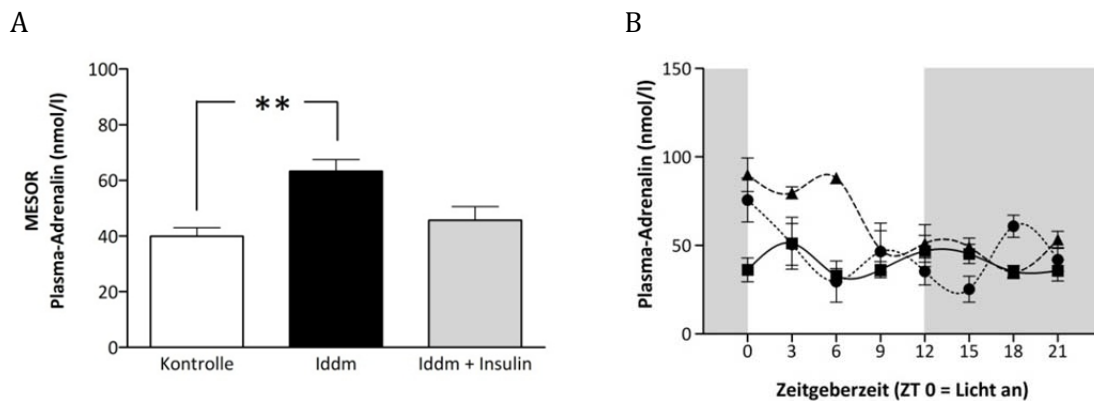 A
100
80
60
40
20
0
MESOR
Plasma-Adrenalin (nmol/l)
**
Kontrolle
Iddm
Iddm + Insulin
B
150
100
50
0
Plasma-Adrenalin (nmol/l)
0 3 6 9 12 15 18 21
Zeitgeberzeit (ZT 0 = Licht an)